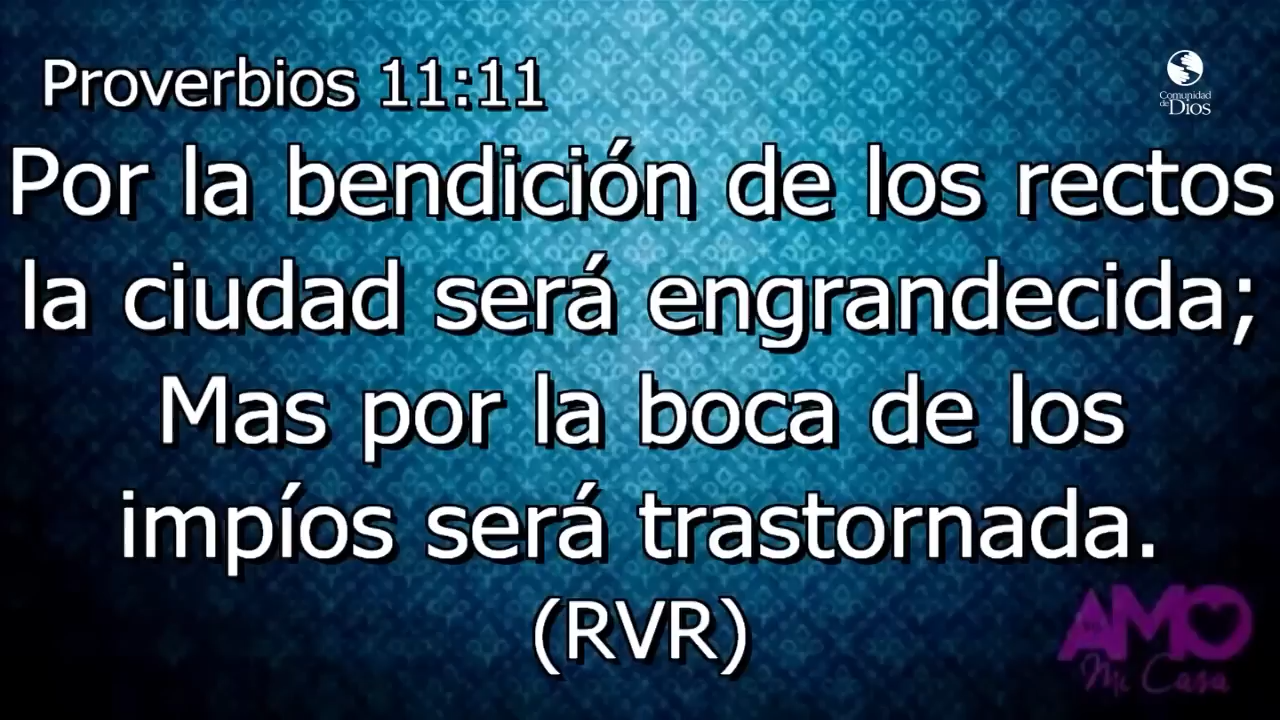 Proverbios 11:11
Comunidad
de Dios
Por la bendición de los rectos
la ciudad será engrandecida;
Mas por la boca de los
impíos será trastornada.
(RVR)
AMO
Mi Casa